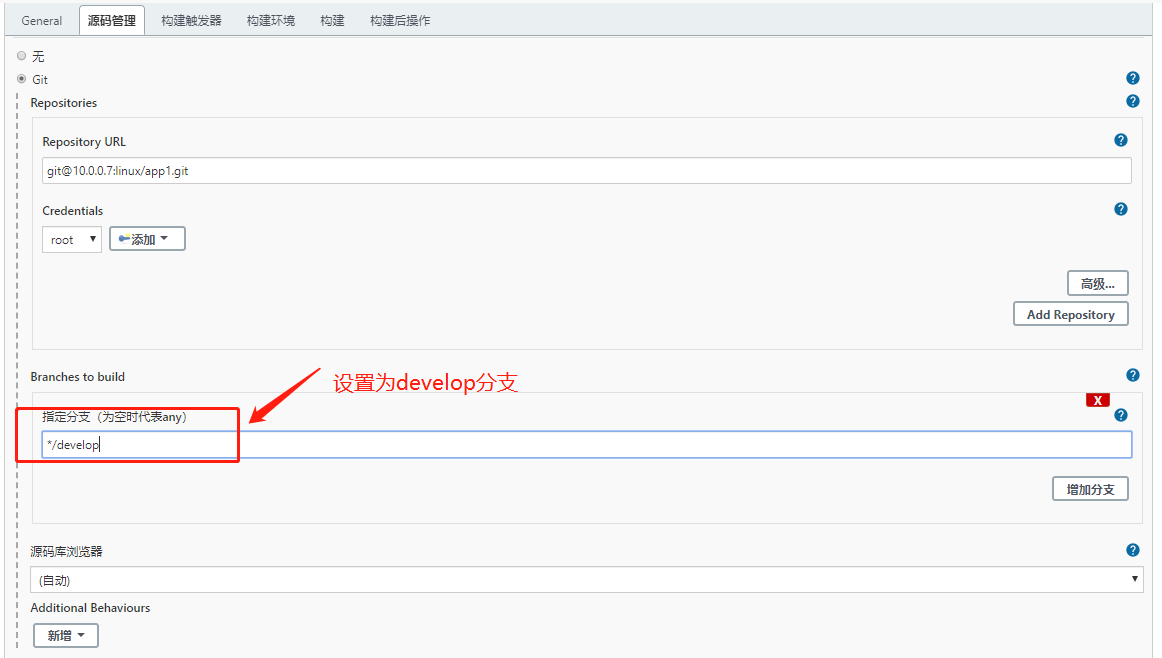 General 源码管理 构建触发器 构建环境 构建 构建后操作
无
Git
Repositories
Repository URL
git@10.0.0.7:linux/app1.git
Credentials
root 添加
高级...
Add Repository
Branches to build
设置为develop分支
X
指定分支（为空时代表any）
*/develop
增加分支
源码库浏览器
(自动)
Additional Behaviours
新增